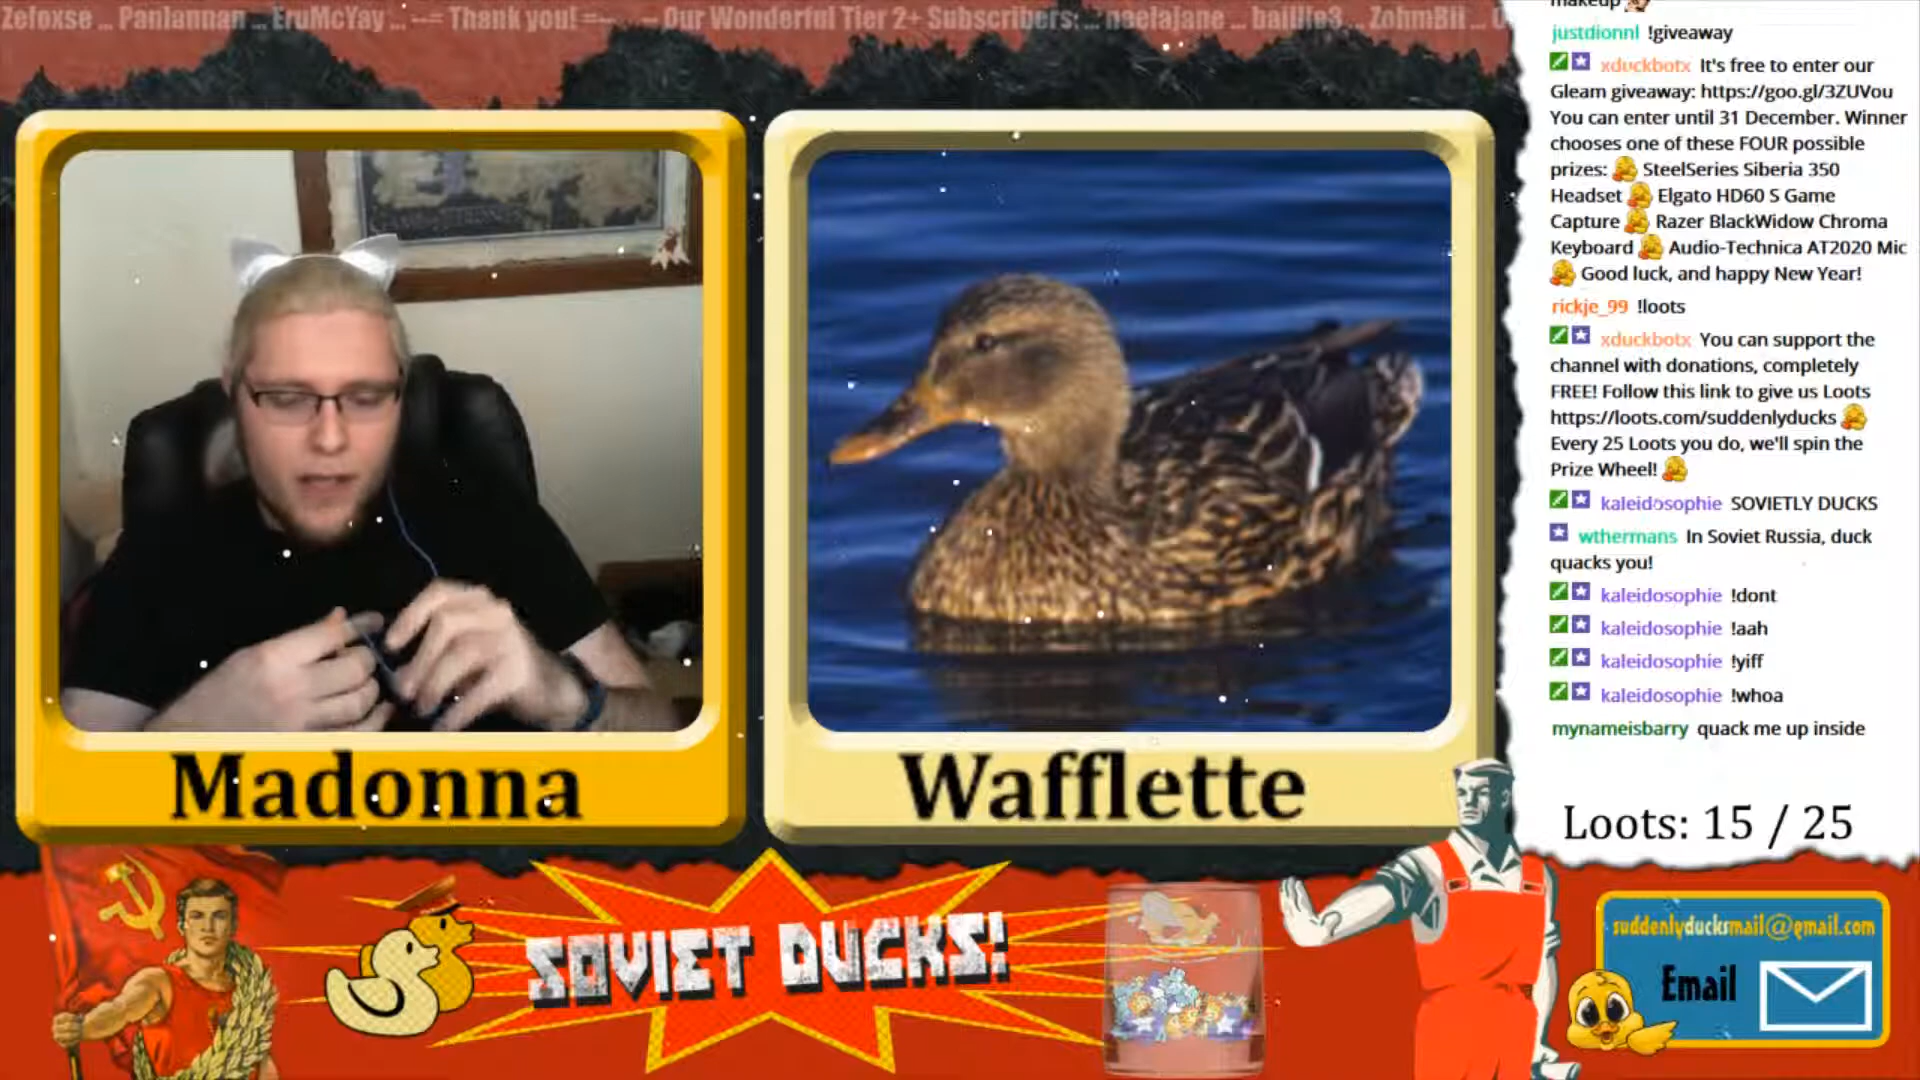 Zefoxse ... Panlannan ... EruMcYay ... --= Thank you! =-- ... -- Our Wonderful Tier 2+ Subscribers: ... neelajane ... baillie3 ... ZohmBii ...
makeup
justdionnl !giveaway
xduckbotx It's free to enter our
Gleam giveaway: https://goo.gl/3ZUVou
You can enter until 31 December. Winner
chooses one of these FOUR possible
prizes: SteelSeries Siberia 350
Headset Elgato HD60 S Game
Capture Razer BlackWidow Chroma
Keyboard Audio-Technica AT2020 Mic
Good luck, and happy New Year!
rickje_99 !loots
xduckbotx You can support the
channel with donations, completely
FREE! Follow this link to give us Loots
https://loots.com/suddenlyducks
Every 25 Loots you do, we'll spin the
Prize Wheel!
kaleidosophie SOVIETLY DUCKS
wthermans In Soviet Russia, duck
quacks you!
kaleidosophie !dont
kaleidosophie !aah
kaleidosophie !yiff
kaleidosophie !whoa
mynameisbarry quack me up inside
Madonna
Wafflette
Loots: 15 / 25
SOVIET DUCKS!
suddenlyducksmail@gmail.com
Email